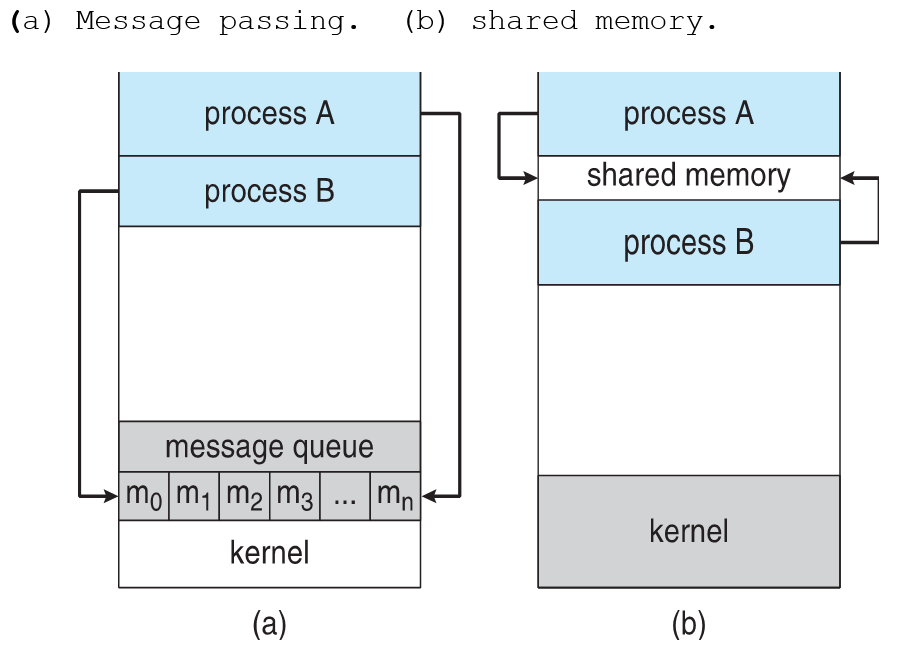 (a) Message passing.  (b) shared memory.
process A
process B
message queue
m0 m1 m2 m3 ... mn
kernel
(a)
process A
shared memory
process B
kernel
(b)